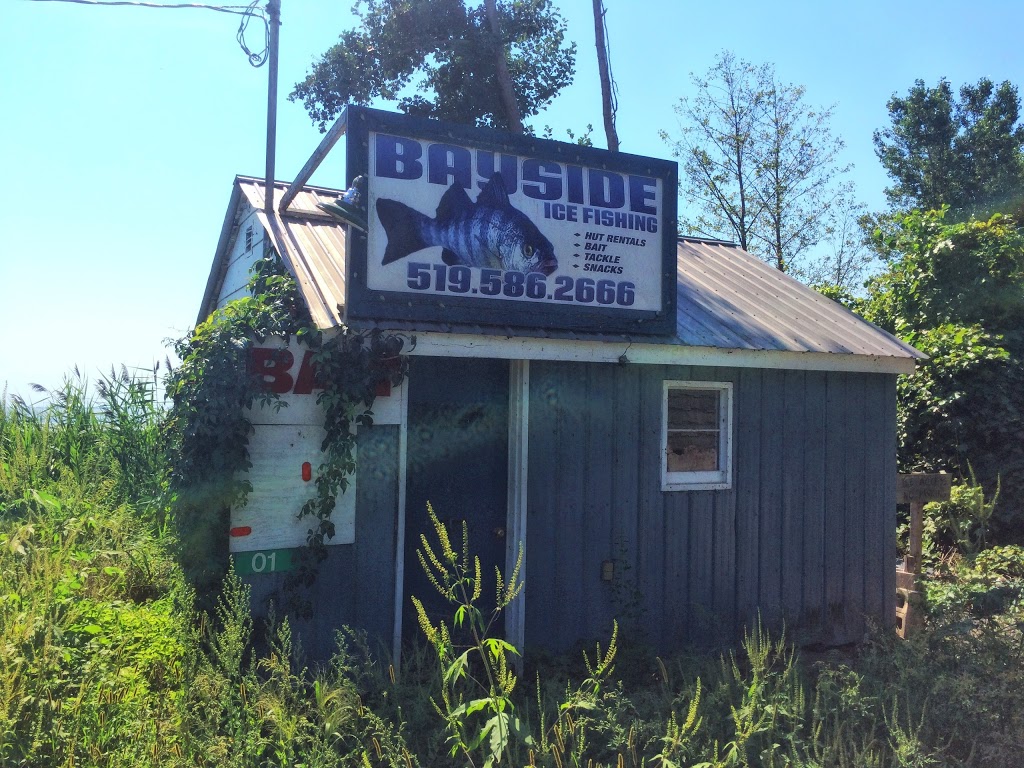 BAYSIDE
ICE FISHING
HUT RENTALS
BAIT
TACKLE
SNACKS
519.586.2666
01